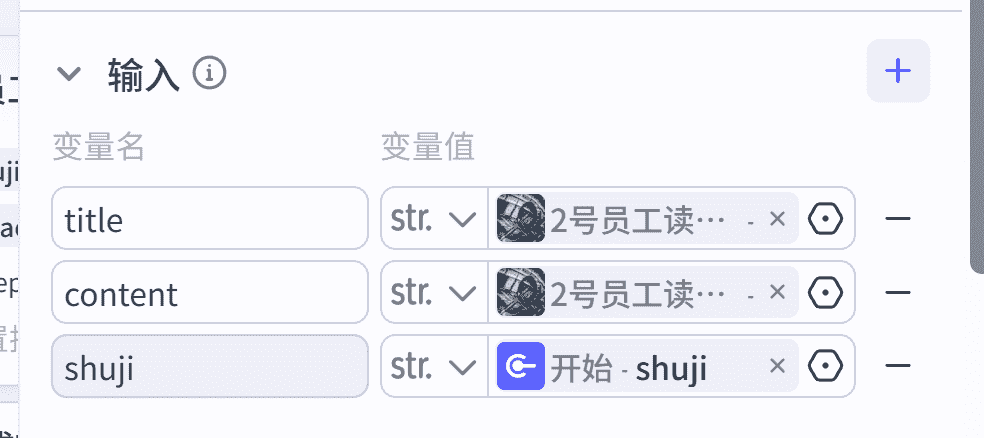 输入
变量名 变量值
title str. 2号员工读… -
content str. 2号员工读… -
shuji str. 开始 - shuji